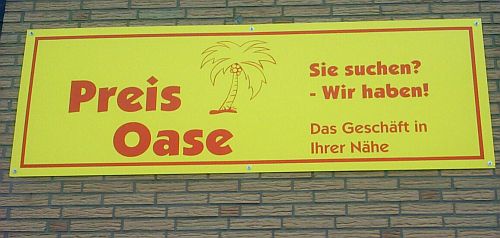 Preis
Oase
Sie suchen?
- Wir haben!
Das Geschäft in
Ihrer Nähe